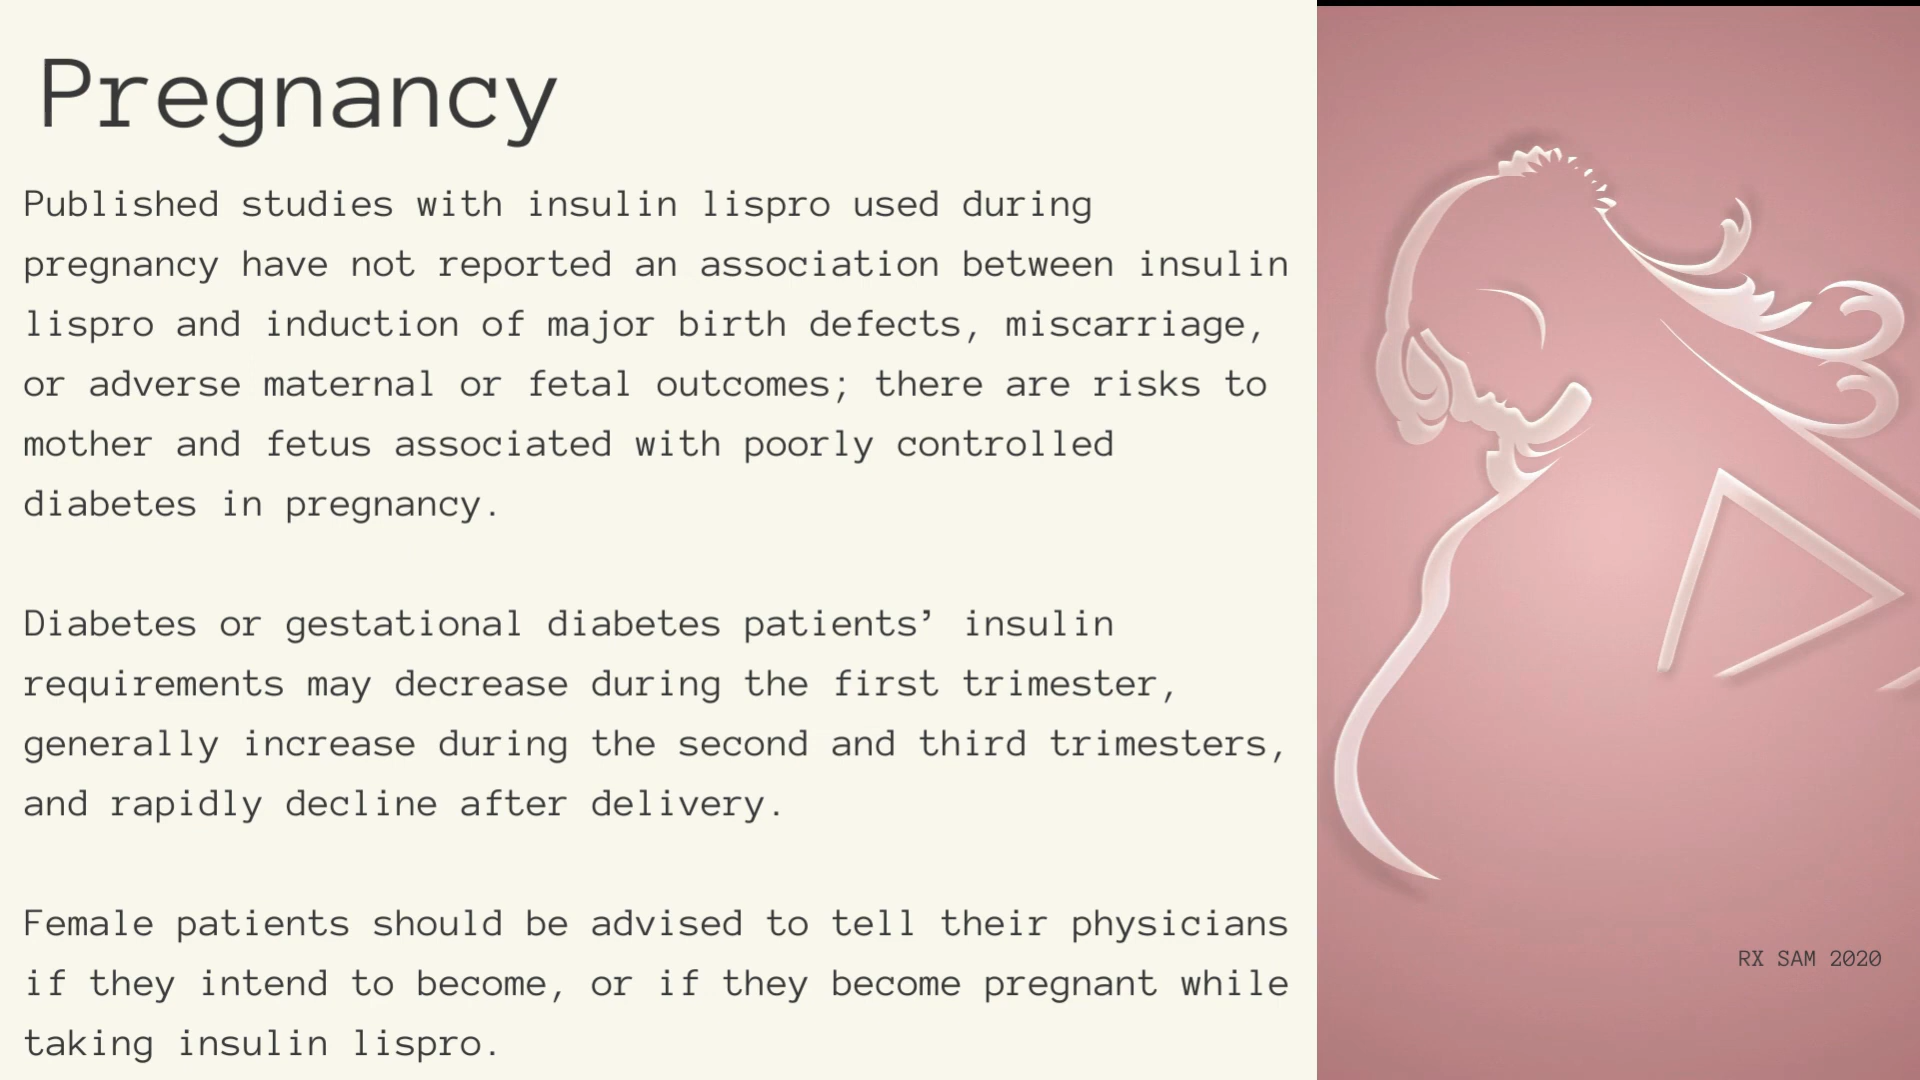 Pregnancy
Published studies with insulin lispro used during
pregnancy have not reported an association between insulin
lispro and induction of major birth defects, miscarriage,
or adverse maternal or fetal outcomes; there are risks to
mother and fetus associated with poorly controlled
diabetes in pregnancy.
Diabetes or gestational diabetes patients’ insulin
requirements may decrease during the first trimester,
generally increase during the second and third trimesters,
and rapidly decline after delivery.
Female patients should be advised to tell their physicians
if they intend to become, or if they become pregnant while
taking insulin lispro.
RX SAM 2020